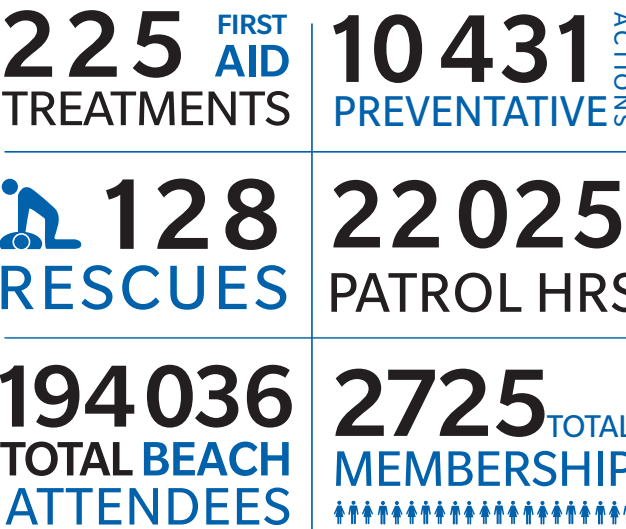 225 FIRST
AID
TREATMENTS
10 431 ACTIONS
PREVENTATIVE
128
RESCUES
22 025
PATROL HRS
194 036
TOTAL BEACH
ATTENDEES
2725 TOTAL
MEMBERSHIP